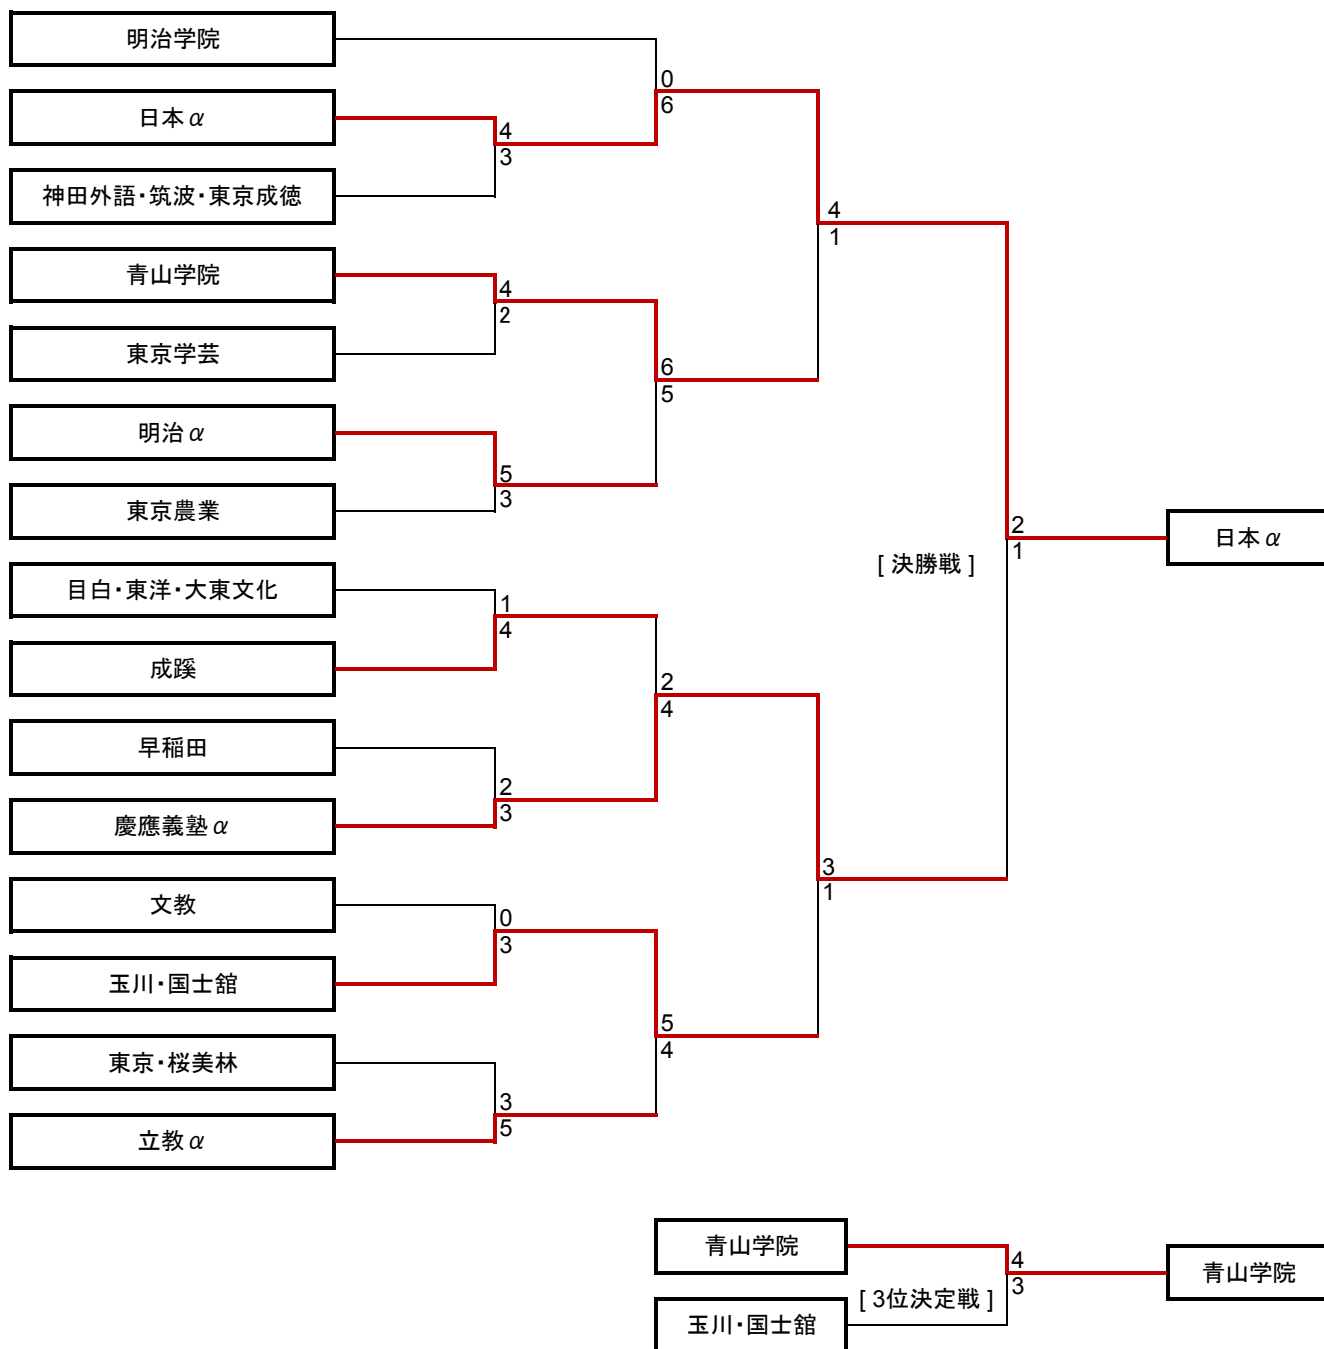 明治学院
0
6
日本α
4
3
神田外語・筑波・東京成徳
4
1
青山学院
4
2
東京学芸
6
5
明治α
5
3
東京農業
2
1
日本α
[ 決勝戦 ]
目白・東洋・大東文化
1
4
成蹊
2
4
早稲田
2
3
慶應義塾α
3
1
文教
0
3
玉川・国士舘
5
4
東京・桜美林
3
5
立教α
青山学院
4
3
青山学院
[ 3位決定戦 ]
玉川・国士舘